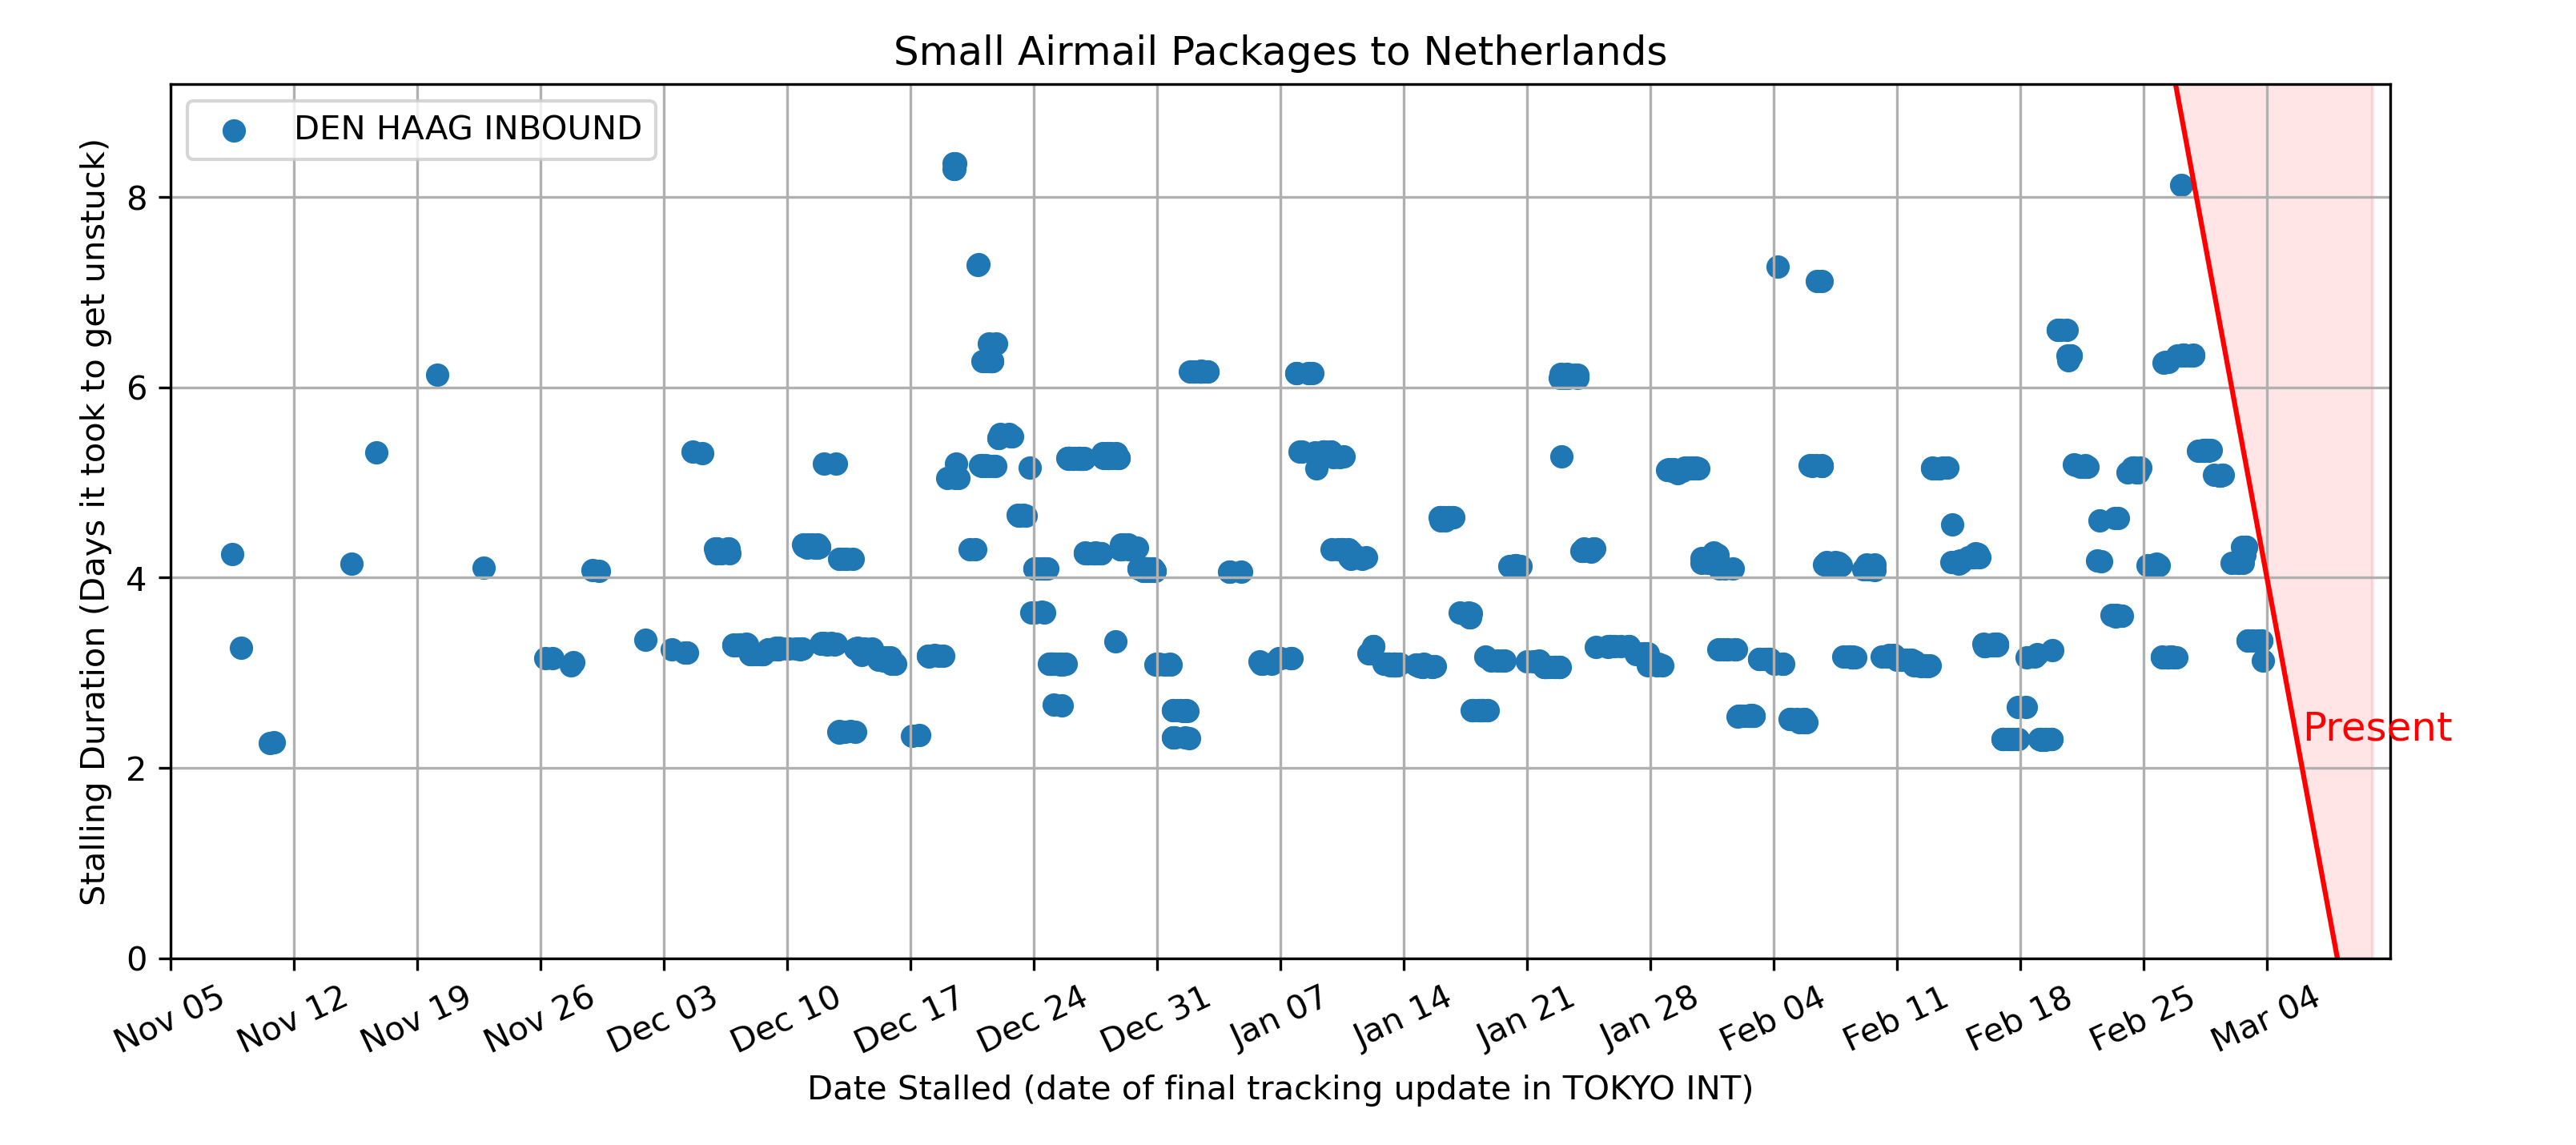 Small Airmail Packages to Netherlands
DEN HAAG INBOUND
Stalling Duration (Days it took to get unstuck)
8
6
4
2
0
Present
Nov 05
Nov 12
Nov 19
Nov 26
Dec 03
Dec 10
Dec 17
Dec 24
Dec 31
Jan 07
Jan 14
Jan 21
Jan 28
Feb 04
Feb 11
Feb 18
Feb 25
Mar 04
Date Stalled (date of final tracking update in TOKYO INT)